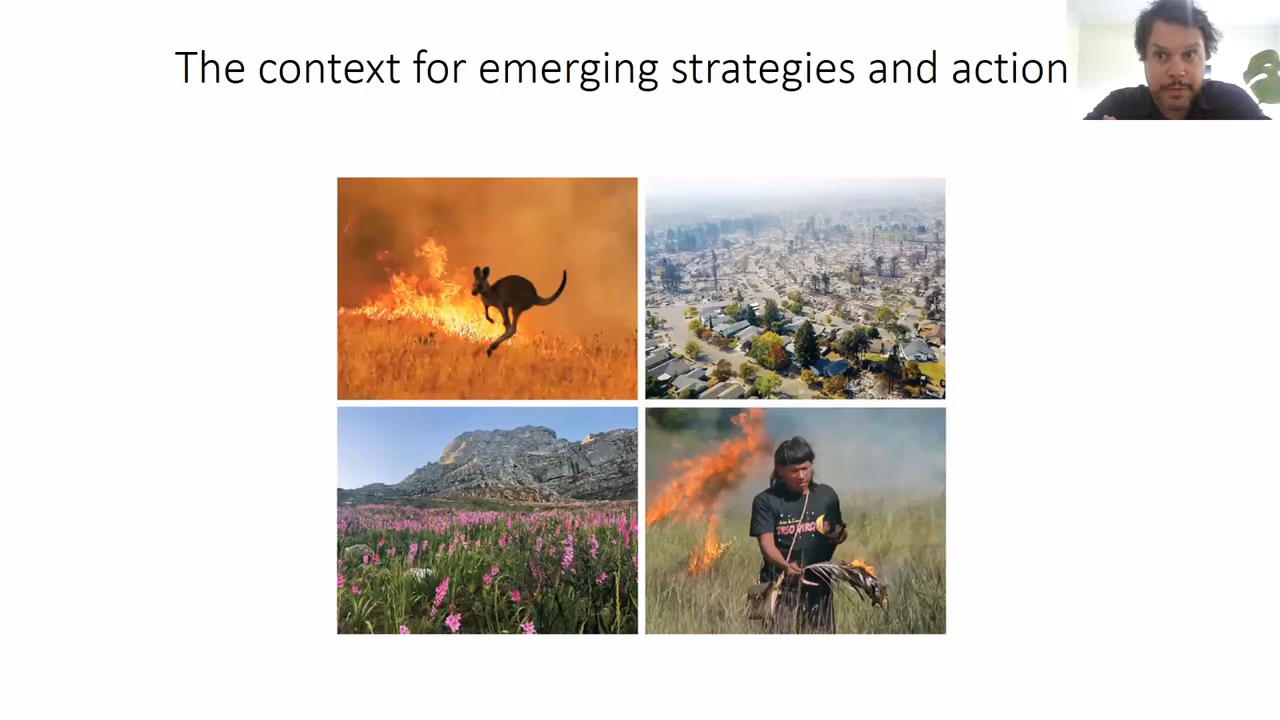 The context for emerging strategies and action